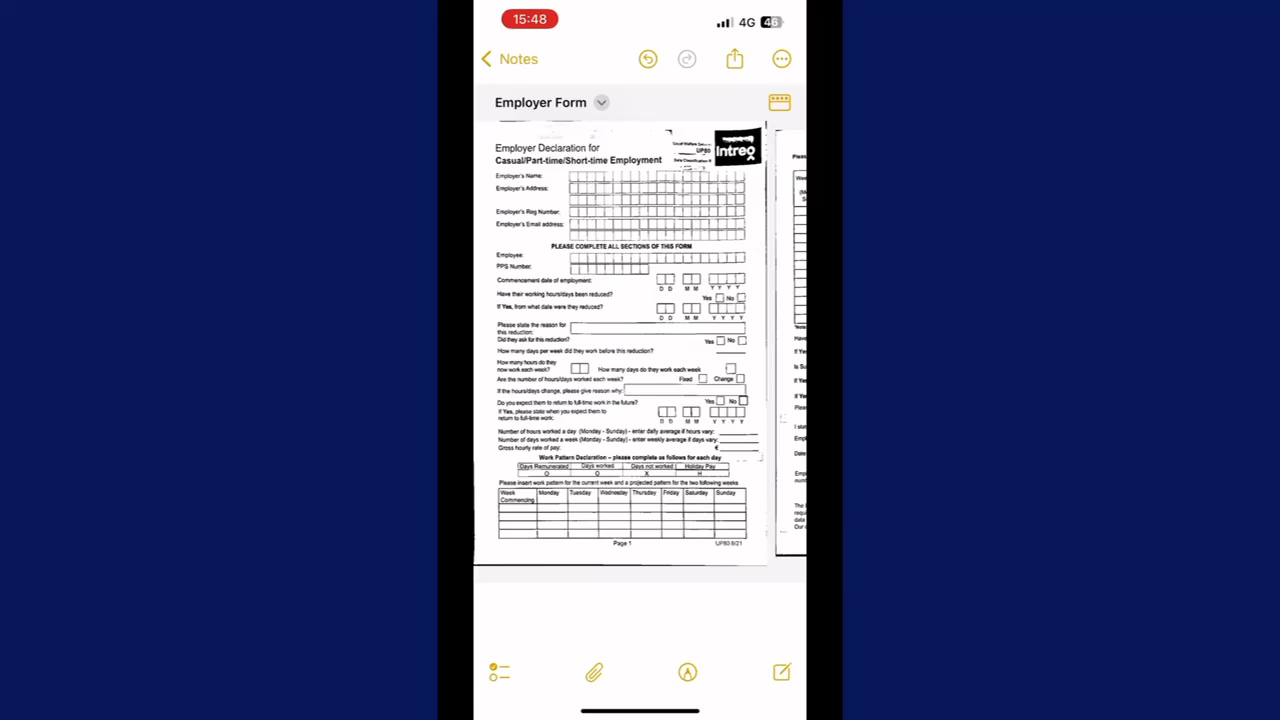 15:48
4G 46
Notes
Employer Form
Employer Declaration for
Casual/Part-time/Short-time Employment
UP80
Data Classification R
Intreo
Employer's Name:
Employer's Address:
Employer's Reg Number:
Employer's Email address:
PLEASE COMPLETE ALL SECTIONS OF THIS FORM
Employee:
PPS Number:
Commencement date of employment:
D D M M Y Y Y Y
Have their working hours/days been reduced? Yes No
If Yes, from what date were they reduced?
D D M M Y Y Y Y
Please state the reason for
this reduction:
Did they ask for this reduction? Yes No
How many days per week did they work before this reduction?
How many hours do they
now work each week? How many days do they work each week
Are the number of hours/days worked each week? Fixed Change
If the hours/days change, please give reason why:
Do you expect them to return to full-time work in the future? Yes No
If Yes, please state when you expect them to
return to full-time work:
D D M M Y Y Y Y
Number of hours worked a day (Monday - Sunday) - enter daily average if hours vary:
Number of days worked a week (Monday - Sunday) - enter weekly average if days vary:
Gross hourly rate of pay: €
Work Pattern Declaration – please complete as follows for each day
Days Remunerated Days worked Days not worked Holiday Pay
O O X H
Please insert work pattern for the current week and a projected pattern for the two following weeks
Week
Commencing Monday Tuesday Wednesday Thursday Friday Saturday Sunday
Page 1 UP80 8/21